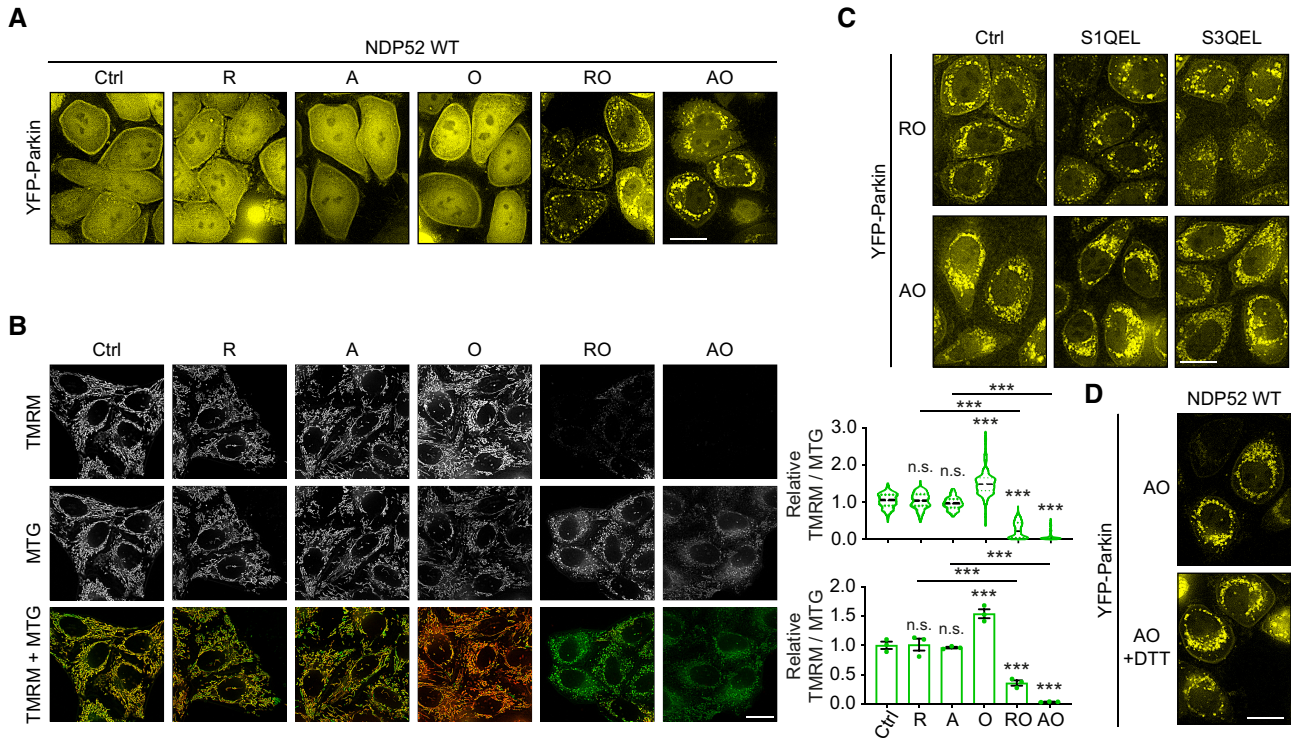 A
NDP52 WT
Ctrl R A O RO AO
YFP-Parkin
B
Ctrl R A O RO AO
TMRM
MTG
TMRM + MTG
***
***
***
n.s. n.s.
***
***
Relative
TMRM / MTG
3.0
2.0
1.0
0.0
***
***
***
n.s. n.s.
***
***
Relative
TMRM / MTG
2.0
1.5
1.0
0.5
0.0
Ctrl R A O RO AO
C
Ctrl S1QEL S3QEL
YFP-Parkin
RO
AO
D
NDP52 WT
YFP-Parkin
AO
AO
+DTT